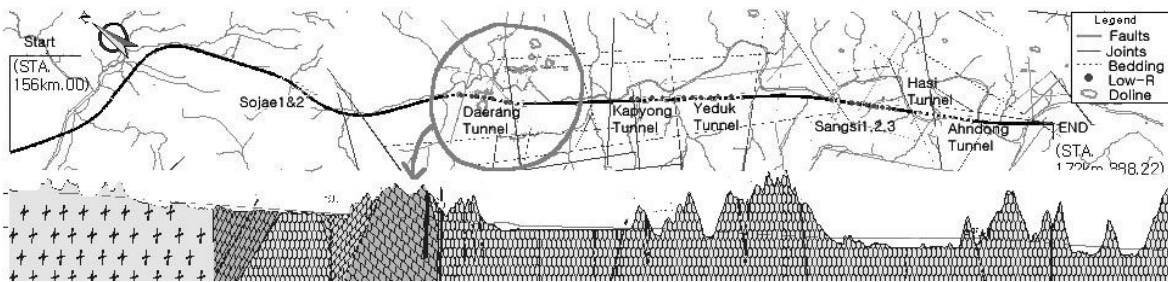 Start
(STA.
156km.00)
Sojae1&2
Daerang
Tunnel
Kapyong
Tunnel
Yeduk
Tunnel
Sangsi1,2,3
Hasi
Tunnel
Ahndong
Tunnel
END
(STA.
Legend
Faults
Joints
Bedding
Low-R
Doline